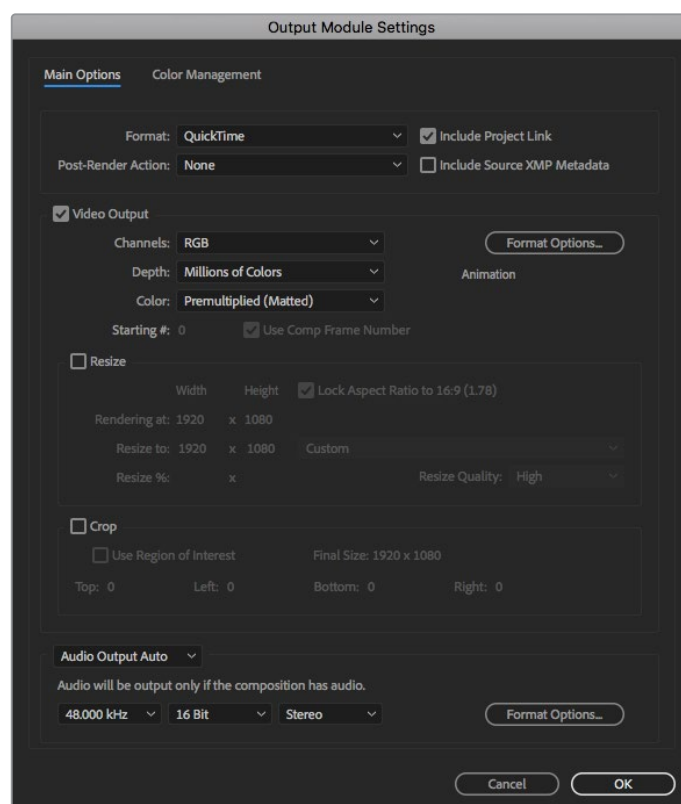 Output Module Settings
Main Options Color Management
Format: QuickTime Include Project Link
Post-Render Action: None Include Source XMP Metadata
Video Output
Channels: RGB Format Options...
Depth: Millions of Colors Animation
Color: Premultiplied (Matted)
Starting #: 0 Use Comp Frame Number
Resize
Width Height Lock Aspect Ratio to 16:9 (1.78)
Rendering at: 1920 x 1080
Resize to: 1920 x 1080 Custom
Resize %: x Resize Quality: High
Crop
Use Region of Interest Final Size: 1920 x 1080
Top: 0 Left: 0 Bottom: 0 Right: 0
Audio Output Auto
Audio will be output only if the composition has audio.
48.000 kHz 16 Bit Stereo Format Options...
Cancel OK